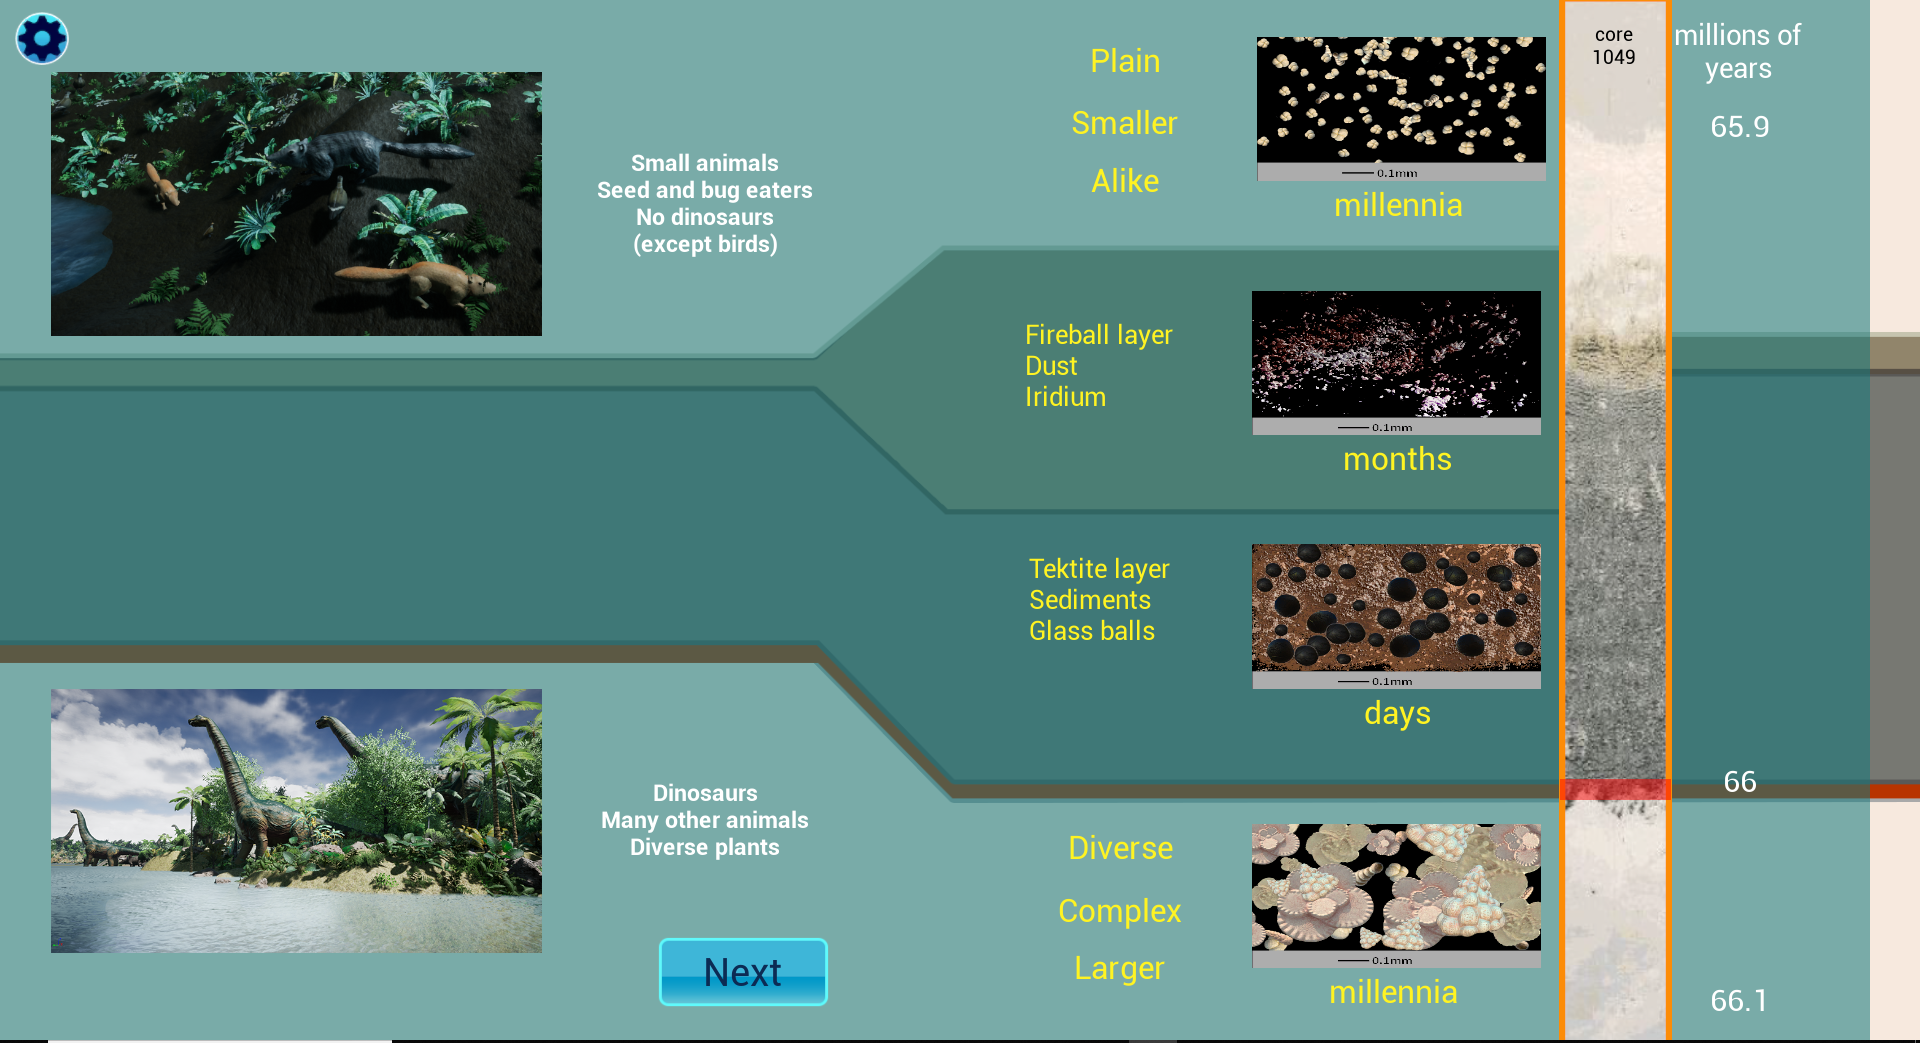 core
1049
millions of
years
65.9
Plain
Smaller
Alike
0.1mm
millennia
Small animals
Seed and bug eaters
No dinosaurs
(except birds)
Fireball layer
Dust
Iridium
0.1mm
months
Tektite layer
Sediments
Glass balls
0.1mm
days
66
Dinosaurs
Many other animals
Diverse plants
Diverse
Complex
Larger
0.1mm
millennia
66.1
Next